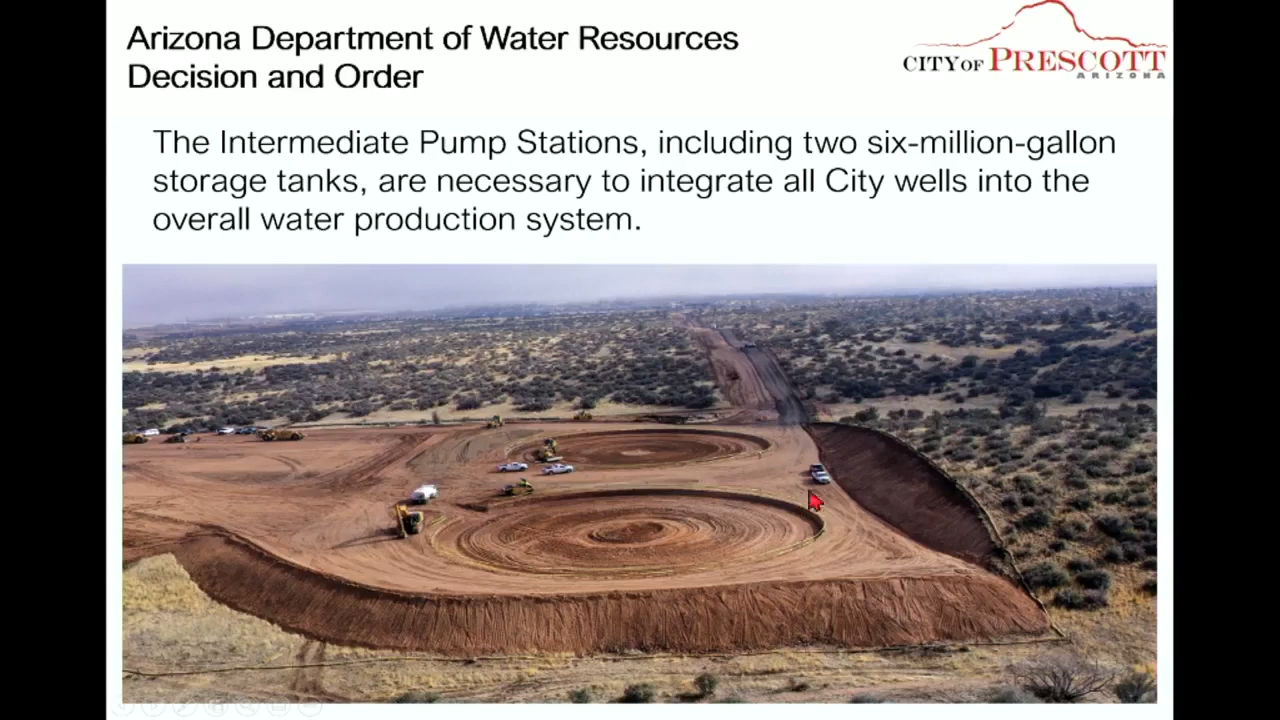 Arizona Department of Water Resources
Decision and Order
CITY OF PRESCOTT
ARIZONA
The Intermediate Pump Stations, including two six-million-gallon
storage tanks, are necessary to integrate all City wells into the
overall water production system.